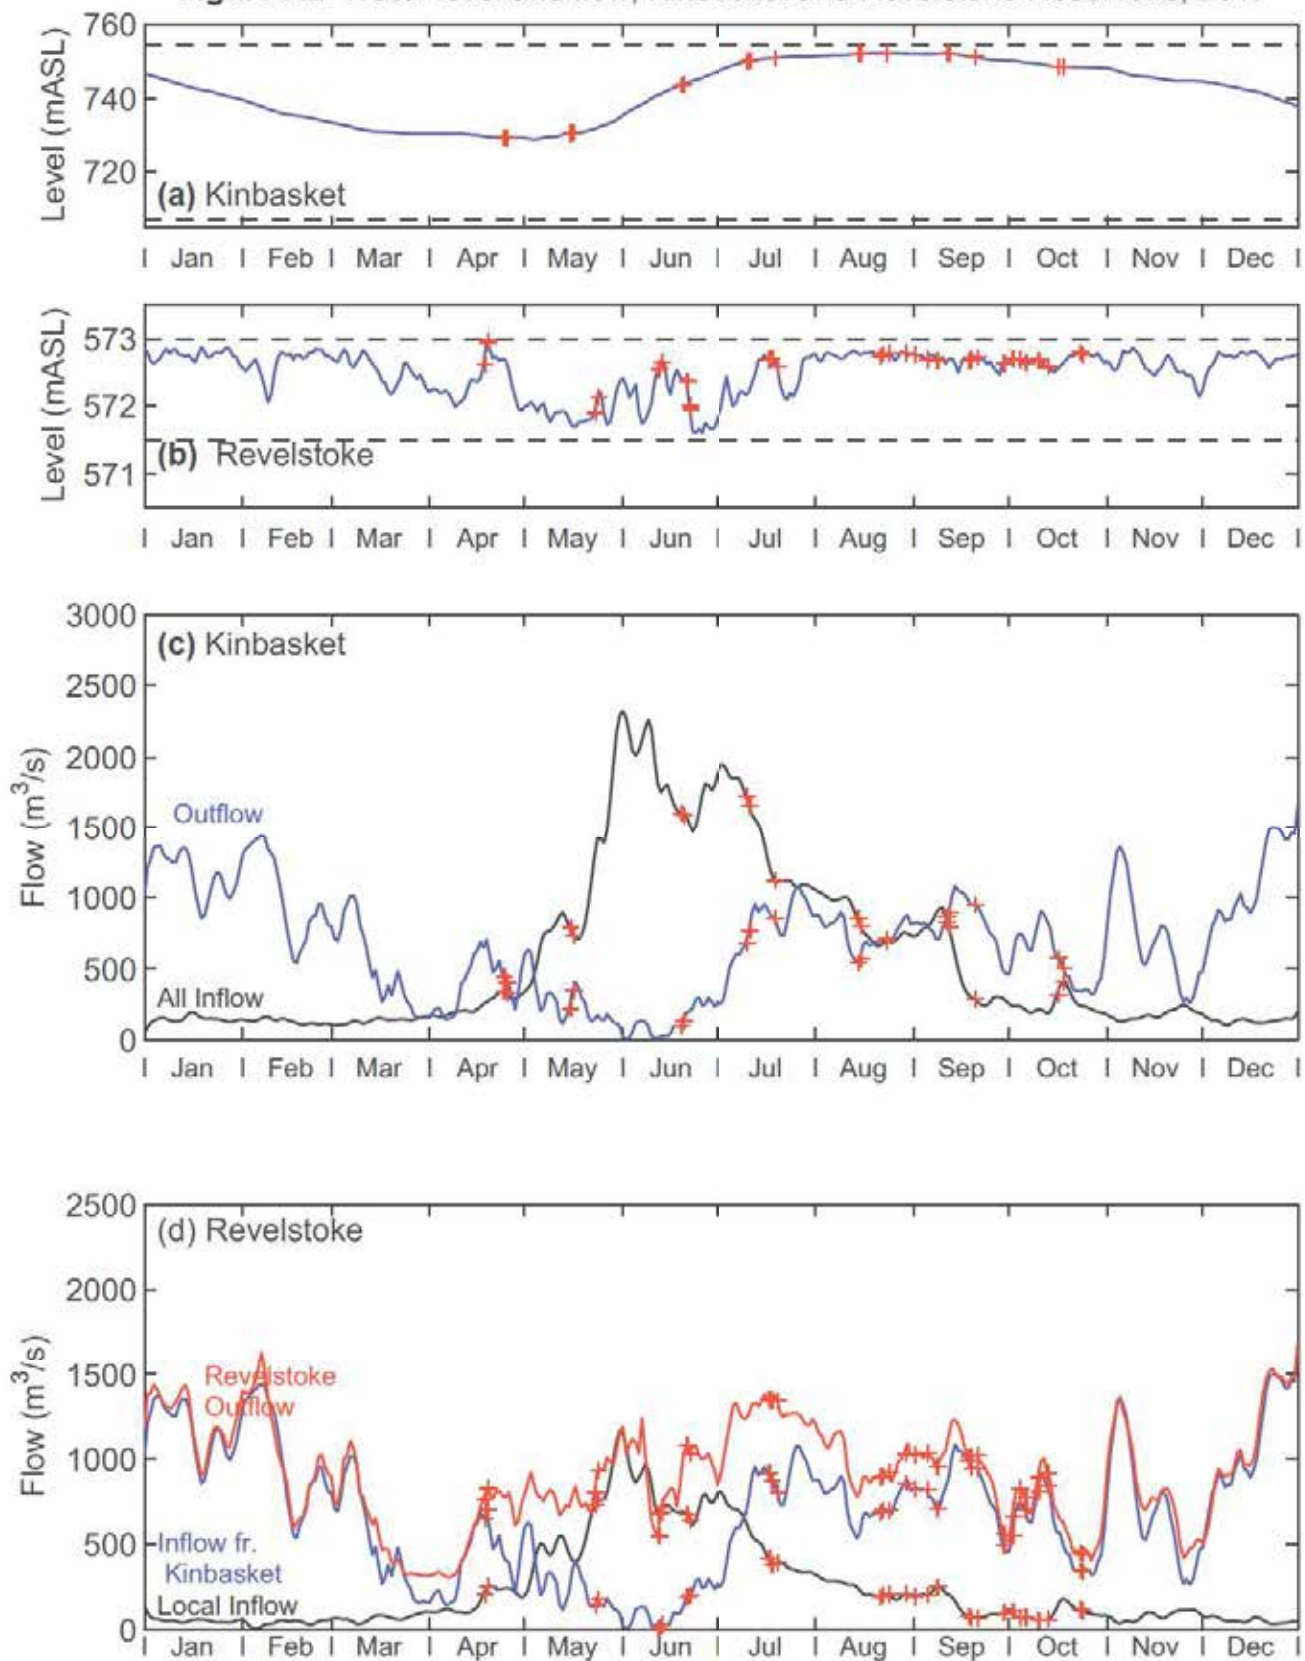 760
740
720
Level (mASL)
(a) Kinbasket
Jan Feb Mar Apr May Jun Jul Aug Sep Oct Nov Dec
573
572
571
Level (mASL)
(b) Revelstoke
Jan Feb Mar Apr May Jun Jul Aug Sep Oct Nov Dec
3000
2500
2000
1500
1000
500
0
Flow (m³/s)
(c) Kinbasket
Outflow
All Inflow
Jan Feb Mar Apr May Jun Jul Aug Sep Oct Nov Dec
2500
2000
1500
1000
500
0
Flow (m³/s)
(d) Revelstoke
Revelstoke
Outflow
Inflow fr.
Kinbasket
Local Inflow
Jan Feb Mar Apr May Jun Jul Aug Sep Oct Nov Dec